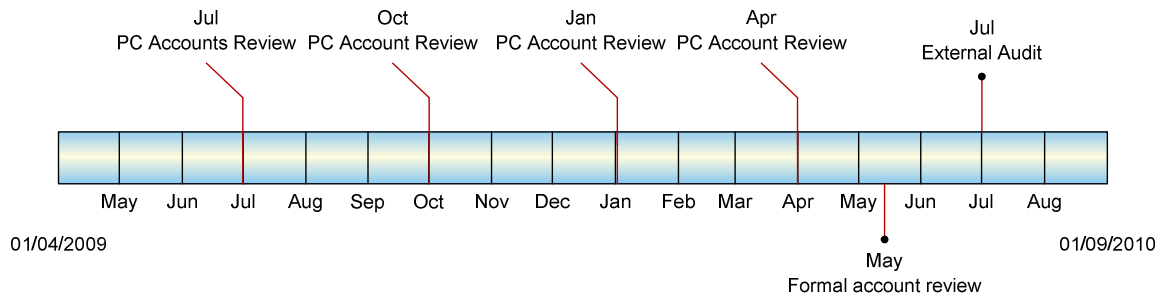 Jul
PC Accounts Review
Oct
PC Account Review
Jan
PC Account Review
Apr
PC Account Review
Jul
External Audit
May Jun Jul Aug Sep Oct Nov Dec Jan Feb Mar Apr May Jun Jul Aug
01/04/2009
01/09/2010
May
Formal account review